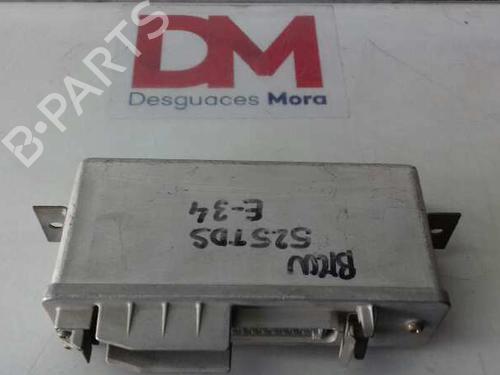 DM
Desguaces Mora
B-PARTS
BMW
525TDS
E-34